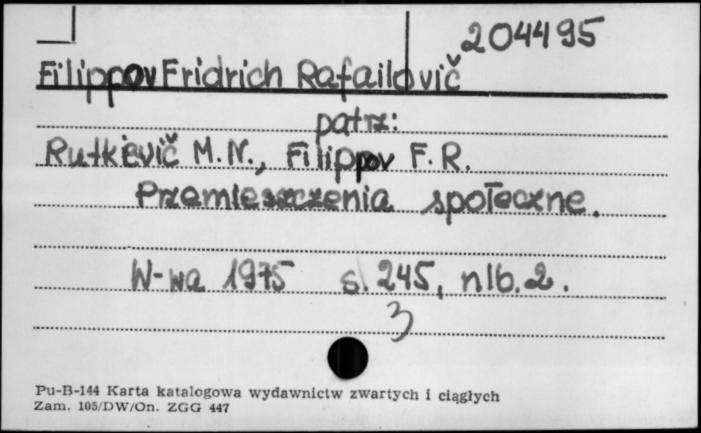 204495
Filippov Fridrich Rafailovič
patrz:
Rutkevič M.N., Filippov F.R.
Przemieszczenia społeczne.
W-wa 1975 s. 245, nlb. 2.
3
Pu-B-144 Karta katalogowa wydawnictw zwartych i ciągłych
Zam. 105/DW/On. ZGG 447